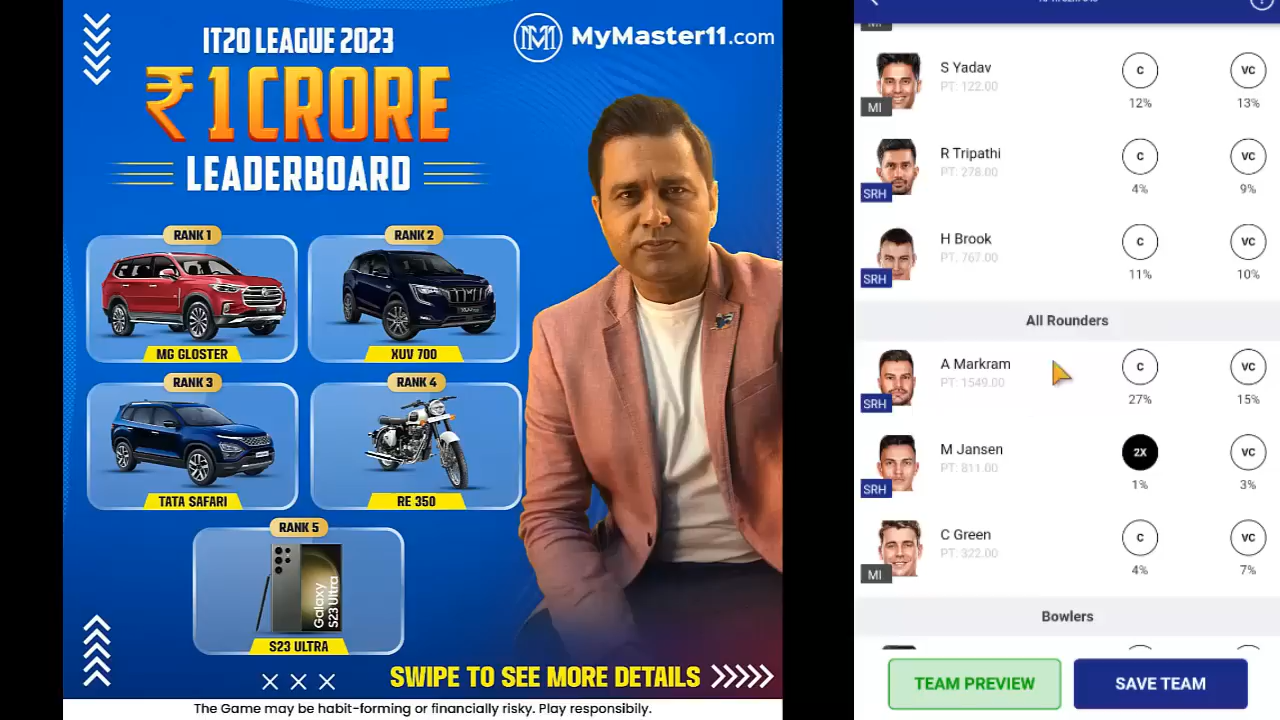 IT20 LEAGUE 2023
₹1 CRORE
LEADERBOARD
MM
MyMaster11.com
RANK 1
MG GLOSTER
RANK 2
XUV 700
RANK 3
TATA SAFARI
RANK 4
RE 350
RANK 5
Galaxy
S23 Ultra
S23 ULTRA
SWIPE TO SEE MORE DETAILS
The Game may be habit-forming or financially risky. Play responsibily.
MI
S Yadav
PT: 122.00
MI
C
12%
VC
13%
R Tripathi
PT: 278.00
SRH
C
4%
VC
9%
H Brook
PT: 767.00
SRH
C
11%
VC
10%
All Rounders
A Markram
PT: 1549.00
SRH
C
27%
VC
15%
M Jansen
PT: 811.00
SRH
2X
1%
VC
3%
C Green
PT: 322.00
MI
C
4%
VC
7%
Bowlers
TEAM PREVIEW
SAVE TEAM